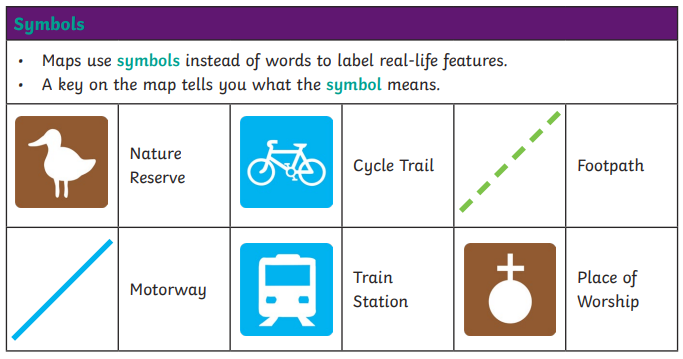 Symbols
• Maps use symbols instead of words to label real-life features.
• A key on the map tells you what the symbol means.
Nature
Reserve
Cycle Trail
Footpath
Motorway
Train
Station
Place of
Worship